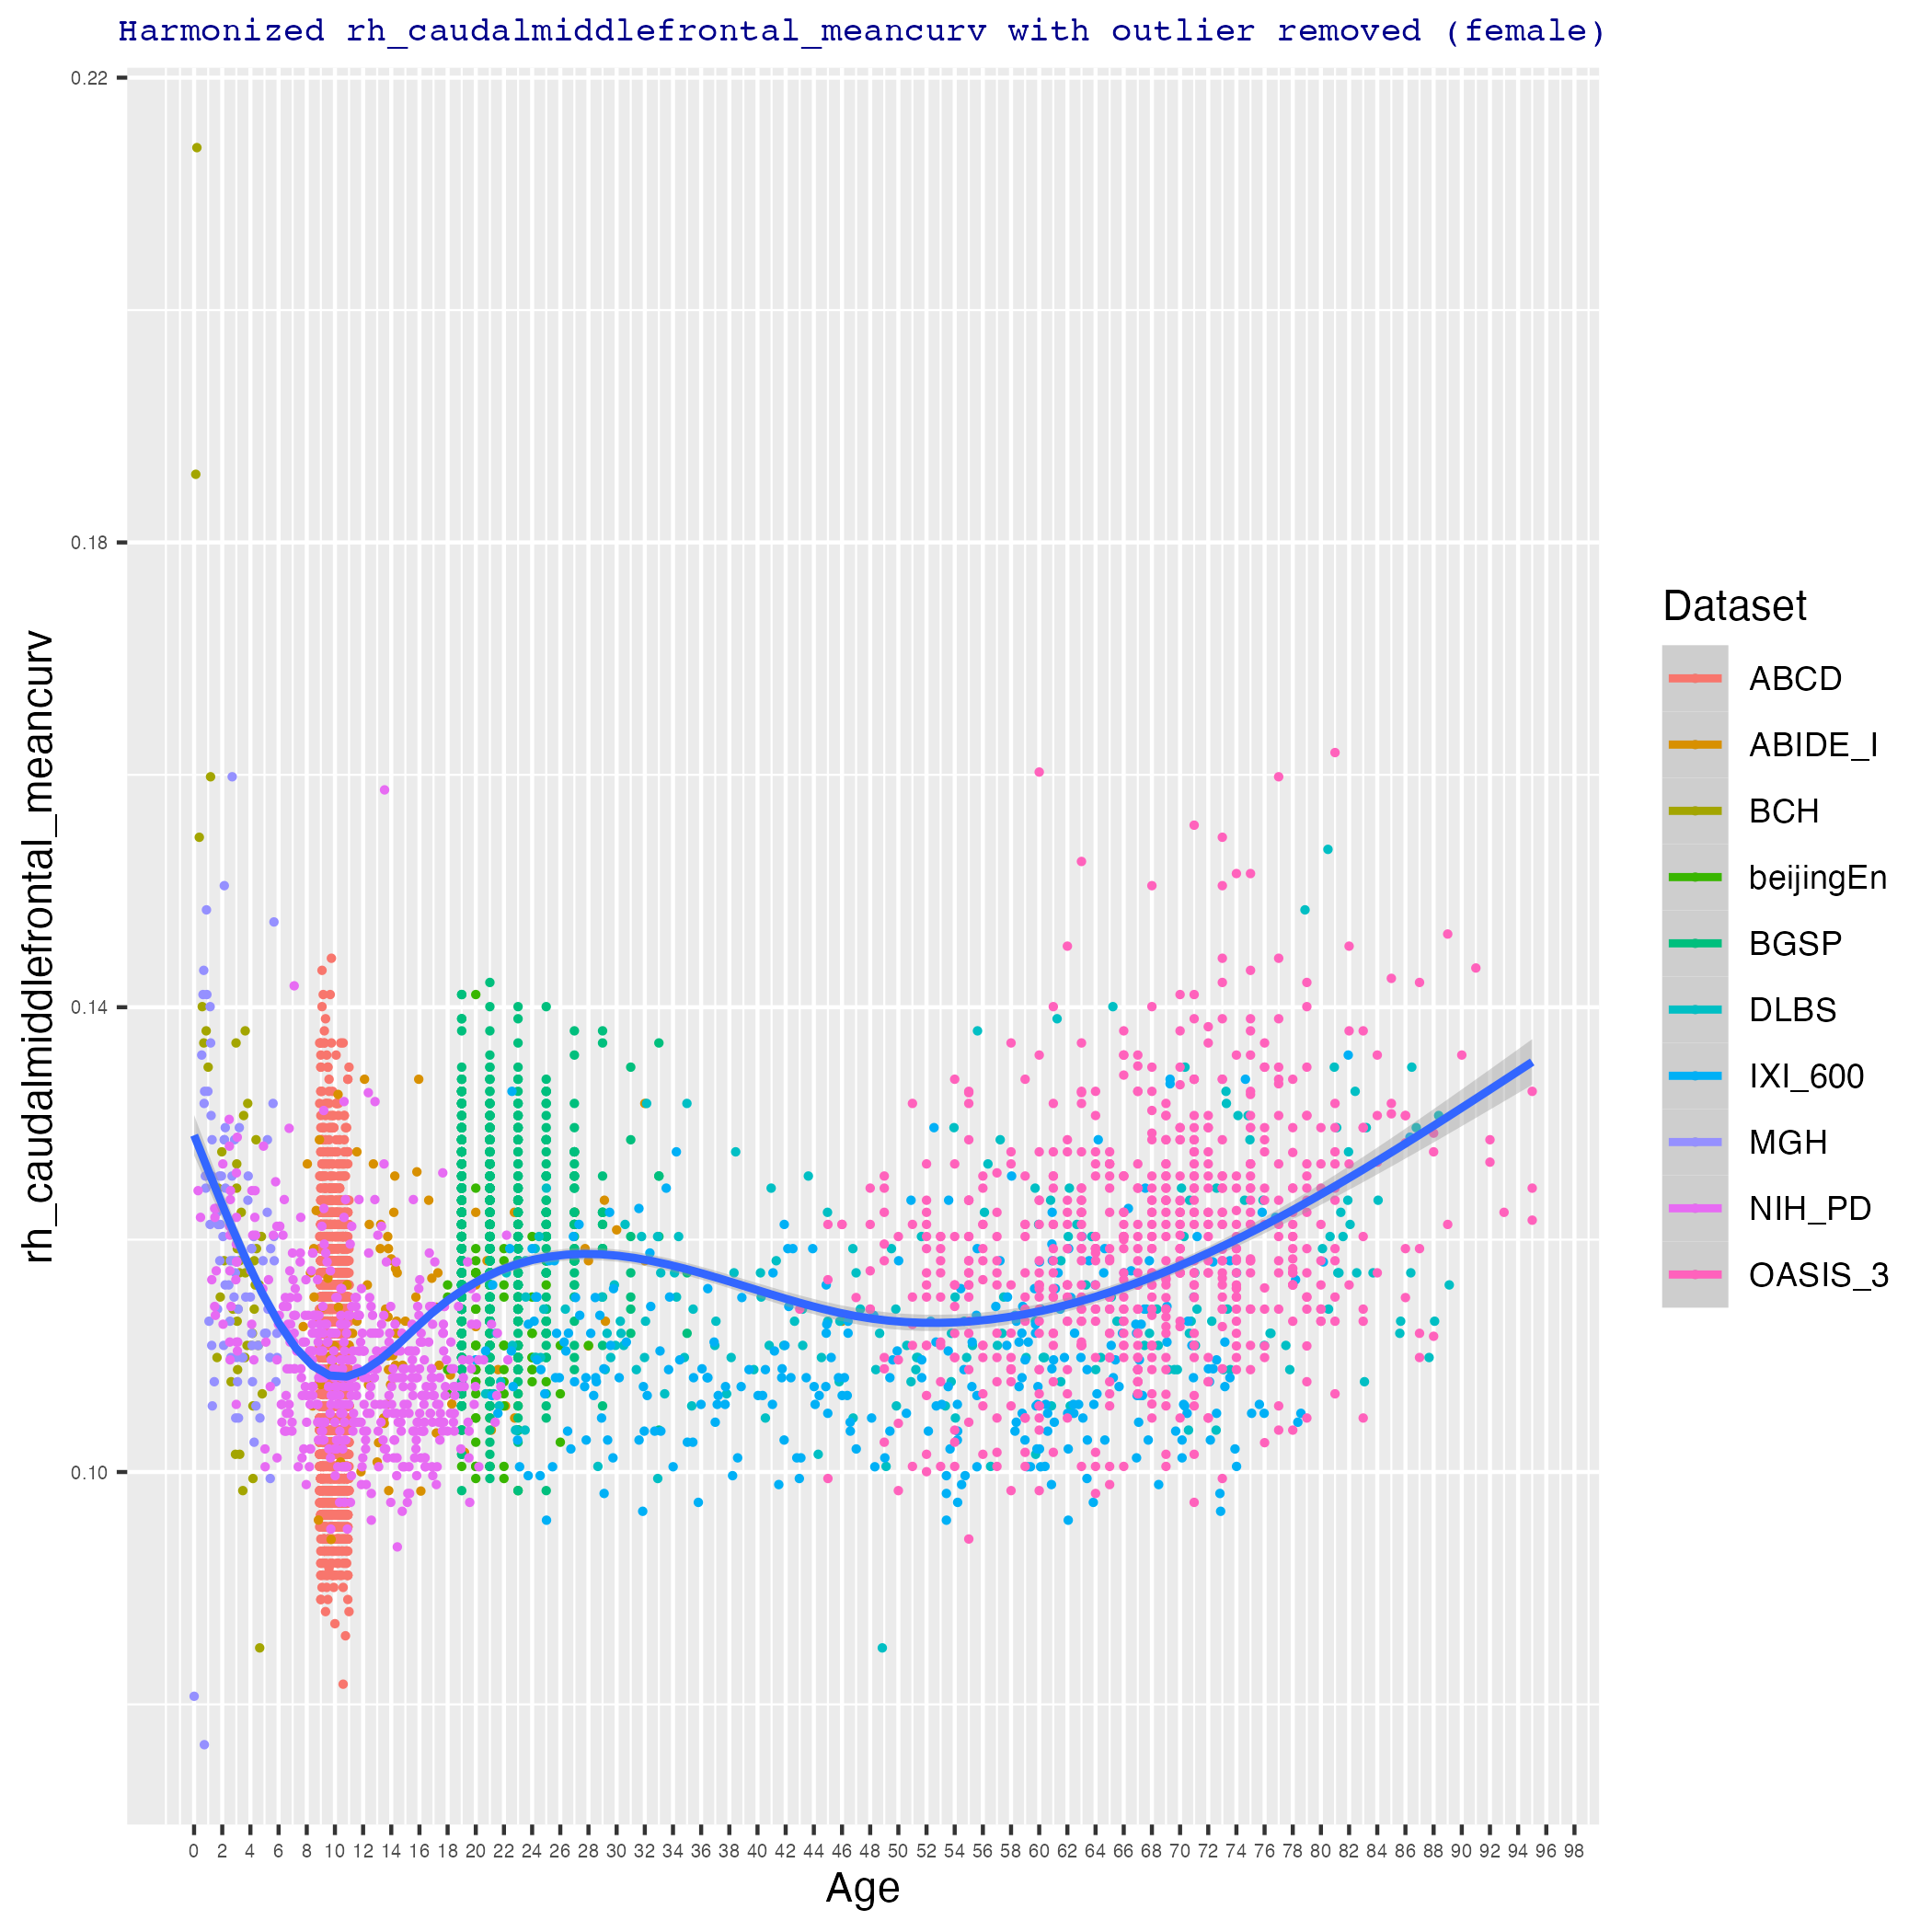 Harmonized rh_caudalmiddlefrontal_meancurv with outlier removed (female)
rh_caudalmiddlefrontal_meancurv
0.22
0.18
0.14
0.10
0 2 4 6 8 10 12 14 16 18 20 22 24 26 28 30 32 34 36 38 40 42 44 46 48 50 52 54 56 58 60 62 64 66 68 70 72 74 76 78 80 82 84 86 88 90 92 94 96 98
Age
Dataset
ABCD
ABIDE_I
BCH
beijingEn
BGSP
DLBS
IXI_600
MGH
NIH_PD
OASIS_3